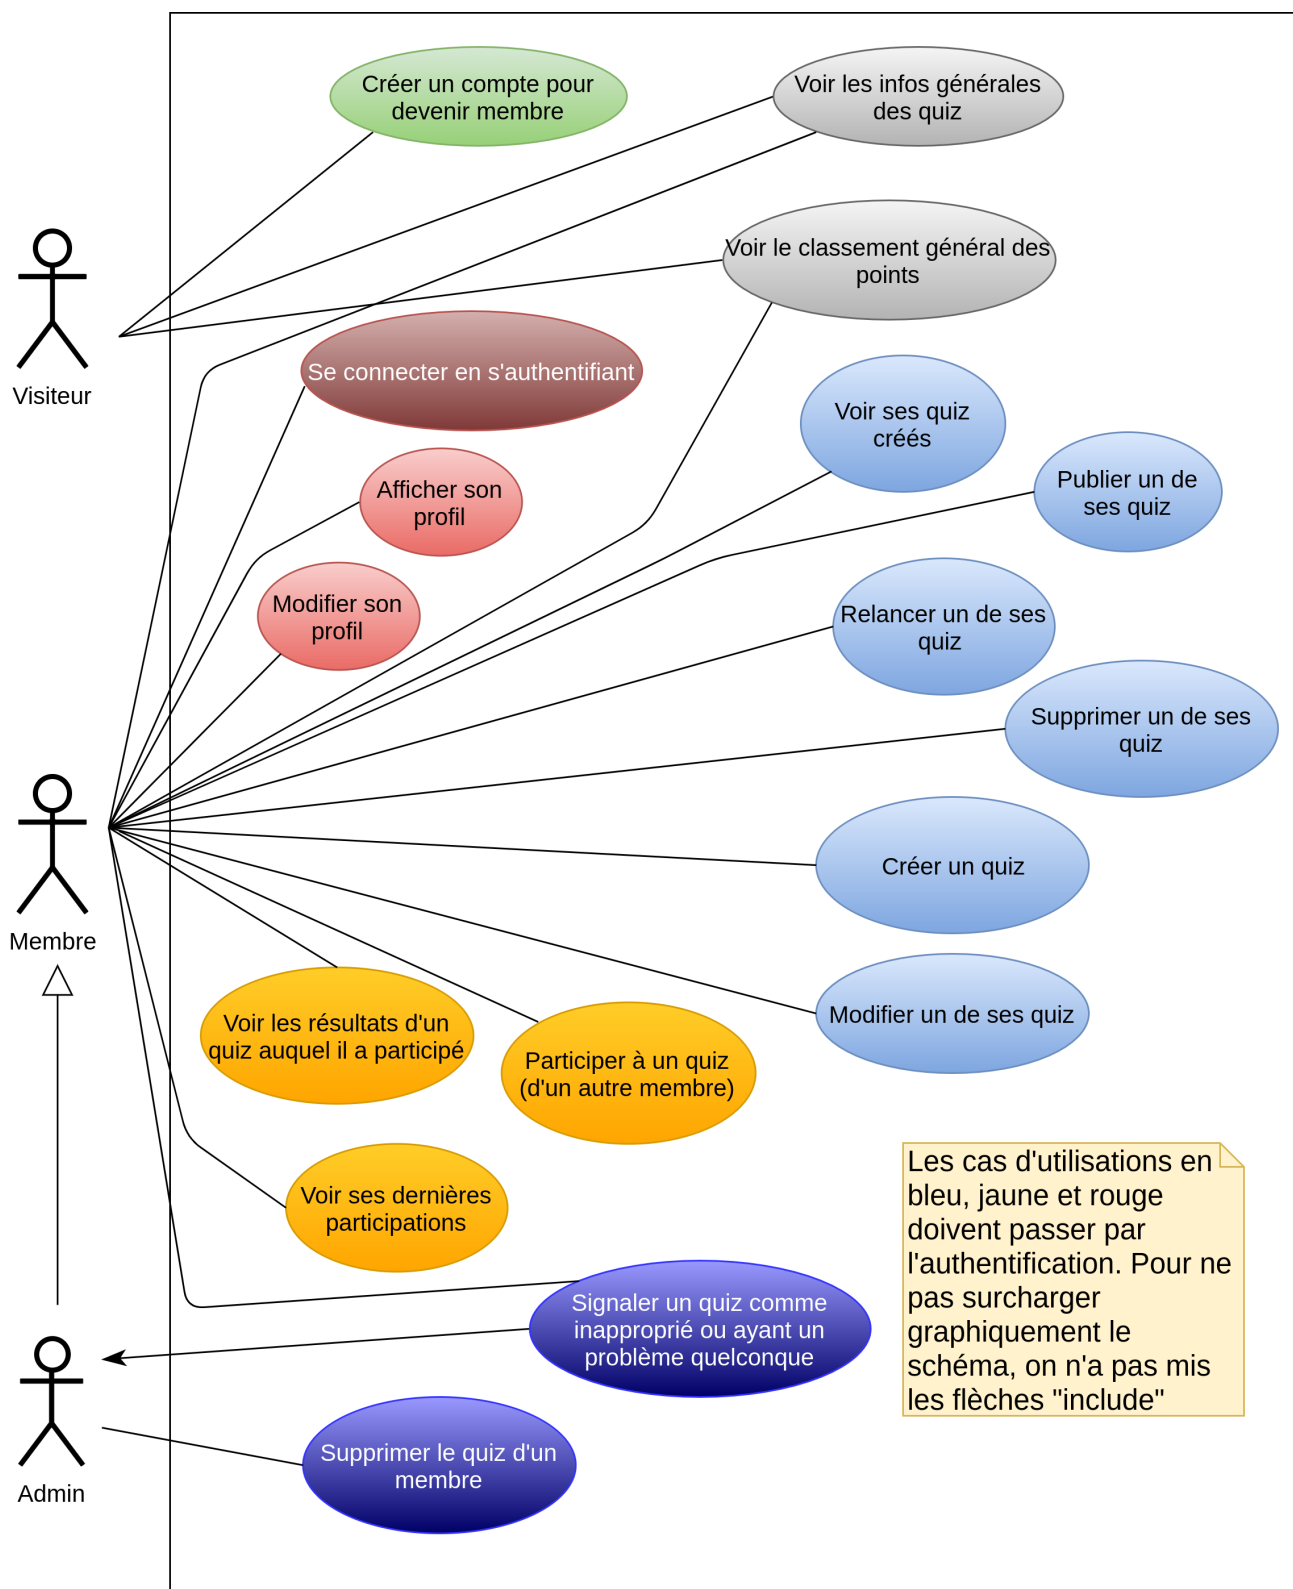 Créer un compte pour
devenir membre
Voir les infos générales
des quiz
Voir le classement général des
points
Visiteur
Se connecter en s'authentifiant
Voir ses quiz
créés
Afficher son
profil
Publier un de
ses quiz
Modifier son
profil
Relancer un de ses
quiz
Supprimer un de ses
quiz
Créer un quiz
Membre
Modifier un de ses quiz
Voir les résultats d'un
quiz auquel il a participé
Participer à un quiz
(d'un autre membre)
Voir ses dernières
participations
Les cas d'utilisations en
bleu, jaune et rouge
doivent passer par
l'authentification. Pour ne
pas surcharger
graphiquement le
schéma, on n'a pas mis
les flèches "include"
Signaler un quiz comme
inapproprié ou ayant un
problème quelconque
Supprimer le quiz d'un
membre
Admin